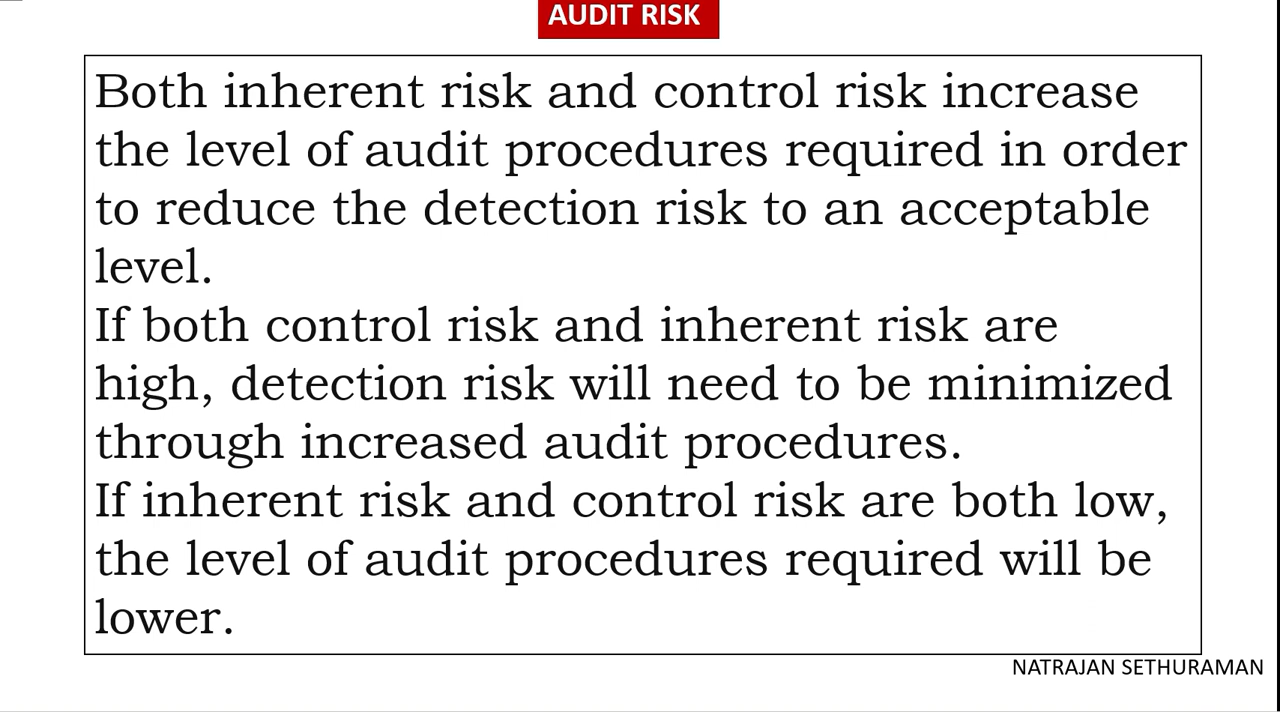 AUDIT RISK
Both inherent risk and control risk increase
the level of audit procedures required in order
to reduce the detection risk to an acceptable
level.
If both control risk and inherent risk are
high, detection risk will need to be minimized
through increased audit procedures.
If inherent risk and control risk are both low,
the level of audit procedures required will be
lower.
NATRAJAN SETHURAMAN